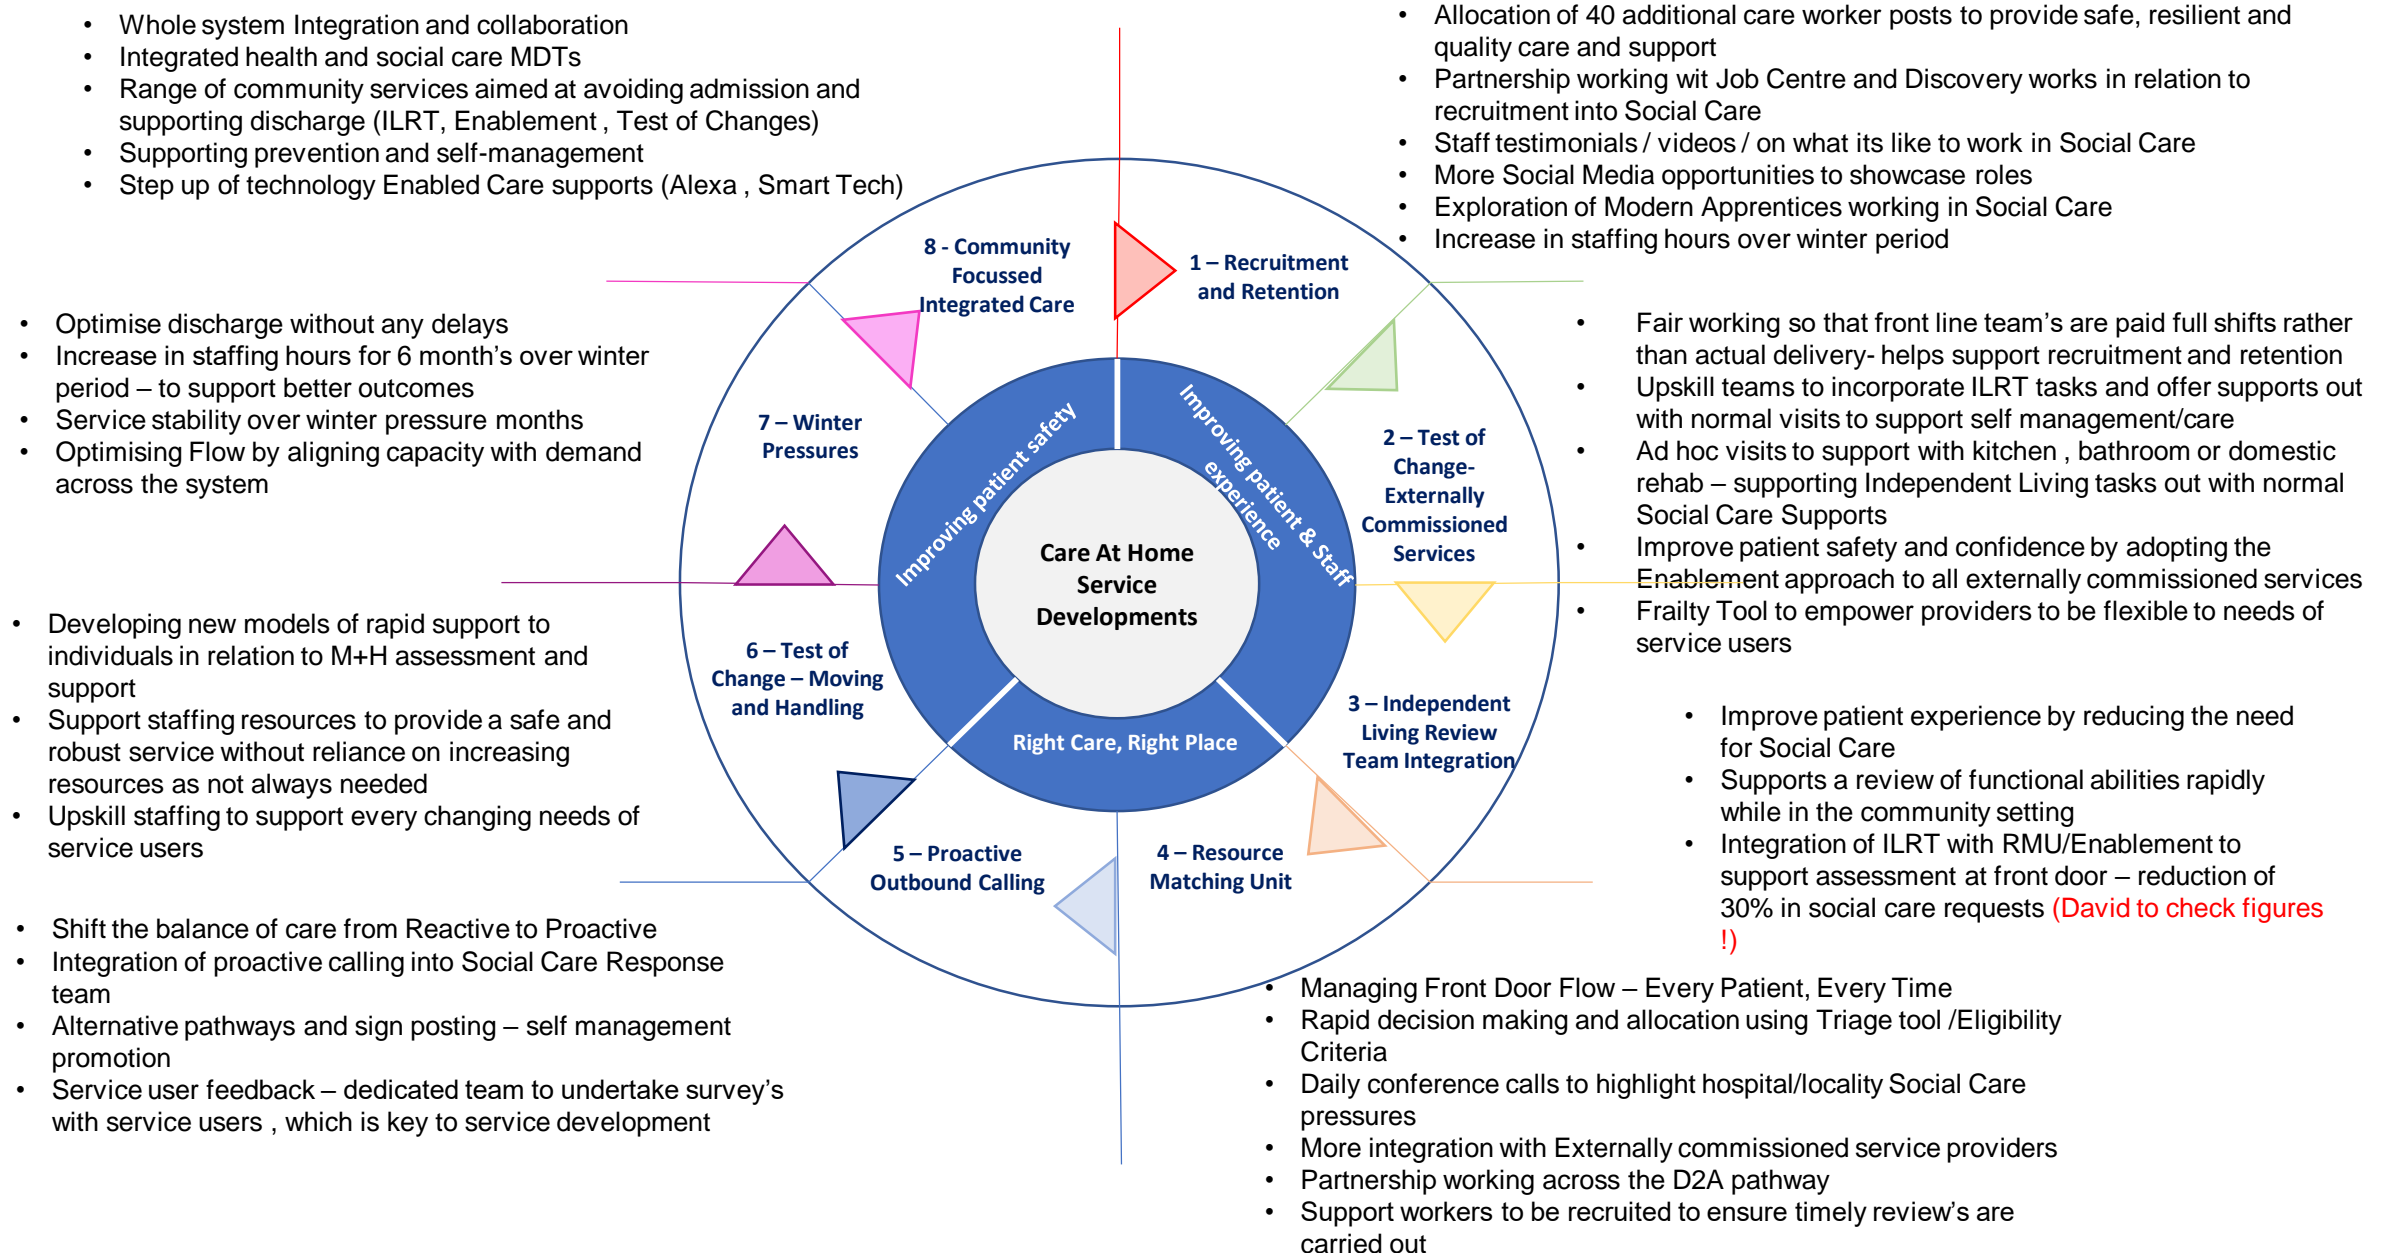 • Whole system Integration and collaboration
• Integrated health and social care MDTs
• Range of community services aimed at avoiding admission and
supporting discharge (ILRT, Enablement , Test of Changes)
• Supporting prevention and self-management
• Step up of technology Enabled Care supports (Alexa , Smart Tech)
• Allocation of 40 additional care worker posts to provide safe, resilient and
quality care and support
• Partnership working wit Job Centre and Discovery works in relation to
recruitment into Social Care
• Staff testimonials / videos / on what its like to work in Social Care
• More Social Media opportunities to showcase roles
• Exploration of Modern Apprentices working in Social Care
• Increase in staffing hours over winter period
8 - Community
Focussed
Integrated Care
1 – Recruitment
and Retention
• Optimise discharge without any delays
• Increase in staffing hours for 6 month’s over winter
period – to support better outcomes
• Service stability over winter pressure months
• Optimising Flow by aligning capacity with demand
across the system
7 – Winter
Pressures
2 – Test of
Change-
Externally
Commissioned
Services
• Fair working so that front line team’s are paid full shifts rather
than actual delivery- helps support recruitment and retention
• Upskill teams to incorporate ILRT tasks and offer supports out
with normal visits to support self management/care
• Ad hoc visits to support with kitchen , bathroom or domestic
rehab – supporting Independent Living tasks out with normal
Social Care Supports
• Improve patient safety and confidence by adopting the
Enablement approach to all externally commissioned services
• Frailty Tool to empower providers to be flexible to needs of
service users
Improving patient safety
Improving patient & Staff
experience
Care At Home
Service
Developments
Right Care, Right Place
• Developing new models of rapid support to
individuals in relation to M+H assessment and
support
• Support staffing resources to provide a safe and
robust service without reliance on increasing
resources as not always needed
• Upskill staffing to support every changing needs of
service users
6 – Test of
Change – Moving
and Handling
3 – Independent
Living Review
Team Integration
• Improve patient experience by reducing the need
for Social Care
• Supports a review of functional abilities rapidly
while in the community setting
• Integration of ILRT with RMU/Enablement to
support assessment at front door – reduction of
30% in social care requests (David to check figures
!)
5 – Proactive
Outbound Calling
4 – Resource
Matching Unit
• Shift the balance of care from Reactive to Proactive
• Integration of proactive calling into Social Care Response
team
• Alternative pathways and sign posting – self management
promotion
• Service user feedback – dedicated team to undertake survey’s
with service users , which is key to service development
• Managing Front Door Flow – Every Patient, Every Time
• Rapid decision making and allocation using Triage tool /Eligibility
Criteria
• Daily conference calls to highlight hospital/locality Social Care
pressures
• More integration with Externally commissioned service providers
• Partnership working across the D2A pathway
• Support workers to be recruited to ensure timely review’s are
carried out